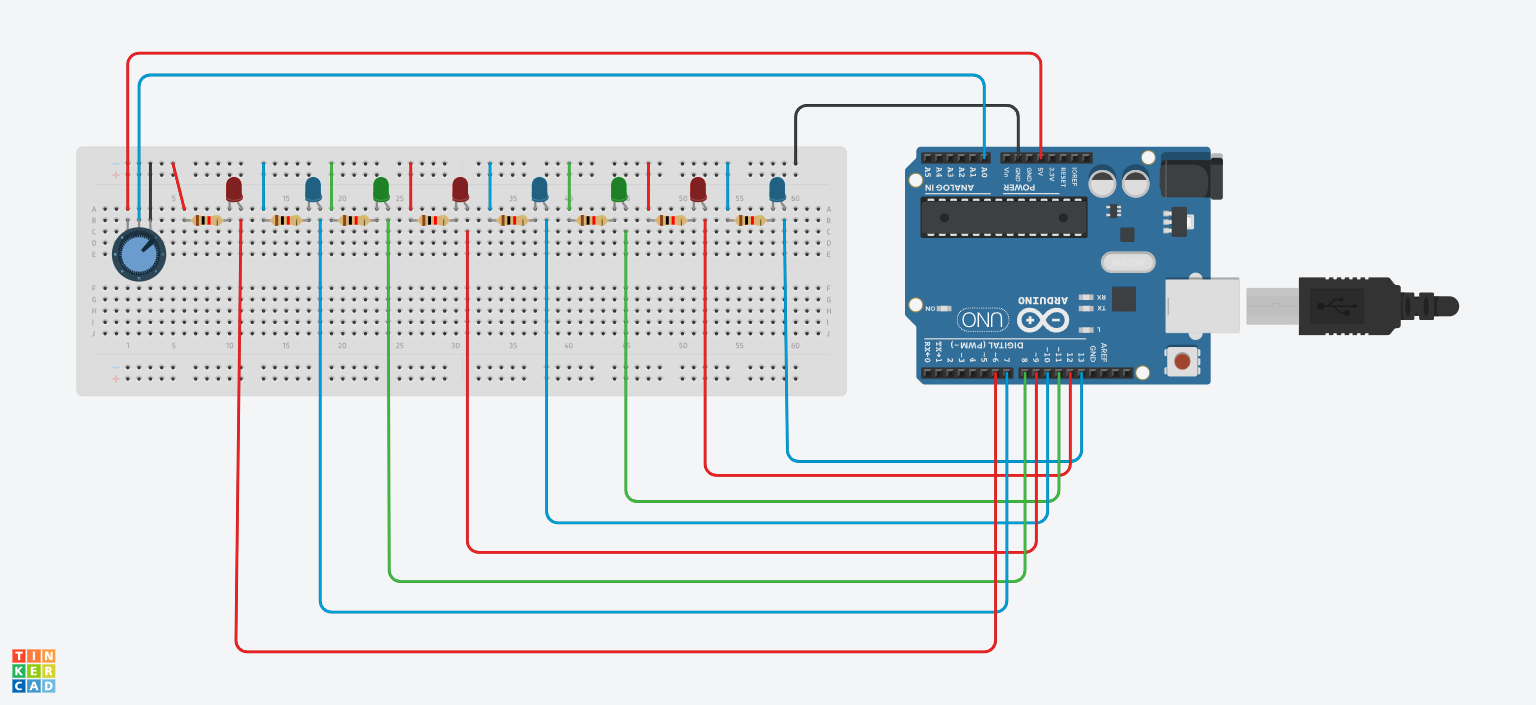 5 10 15 20 25 30 35 40 45 50 55 60
A A
B B
C C
D D
E E
F F
G G
H H
I I
J J
1 5 10 15 20 25 30 35 40 45 50 55 60
A5 A4 A3 A2 A1 A0 Vin GND GND 5V 3.3V RESET IOREF
ANALOG IN POWER
RX
TX
ON
ARDUINO
UNO
L
DIGITAL (PWM~)
RX←0 TX→1 2 ~3 4 ~5 ~6 7 8 ~9 ~10 ~11 12 13 GND AREF
TIN
KER
CAD